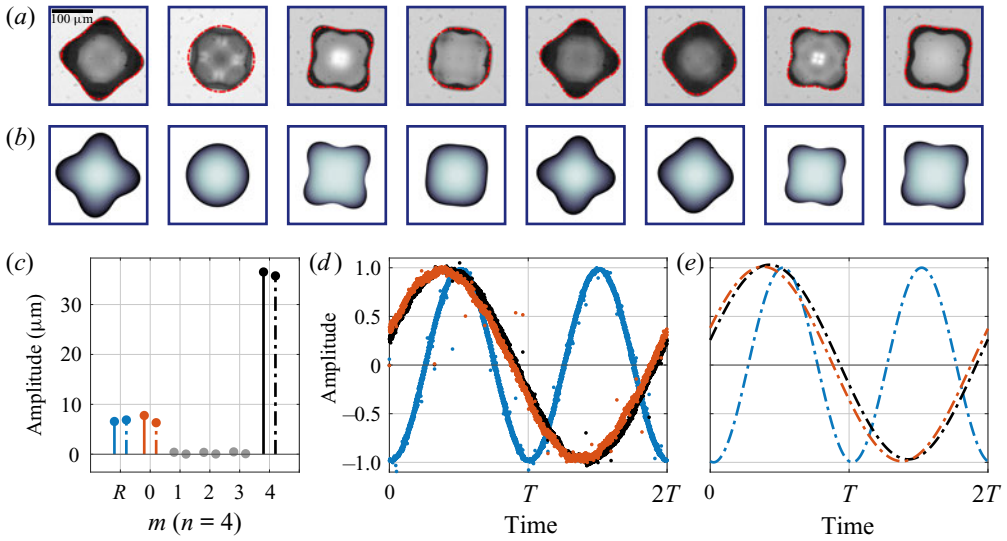 (a)
100 μm
(b)
(c)
Amplitude (μm)
30
20
10
0
R 0 1 2 3 4
m (n = 4)
(d)
Amplitude
1.0
0.5
0
−0.5
−1.0
0 T 2T
Time
(e)
0 T 2T
Time